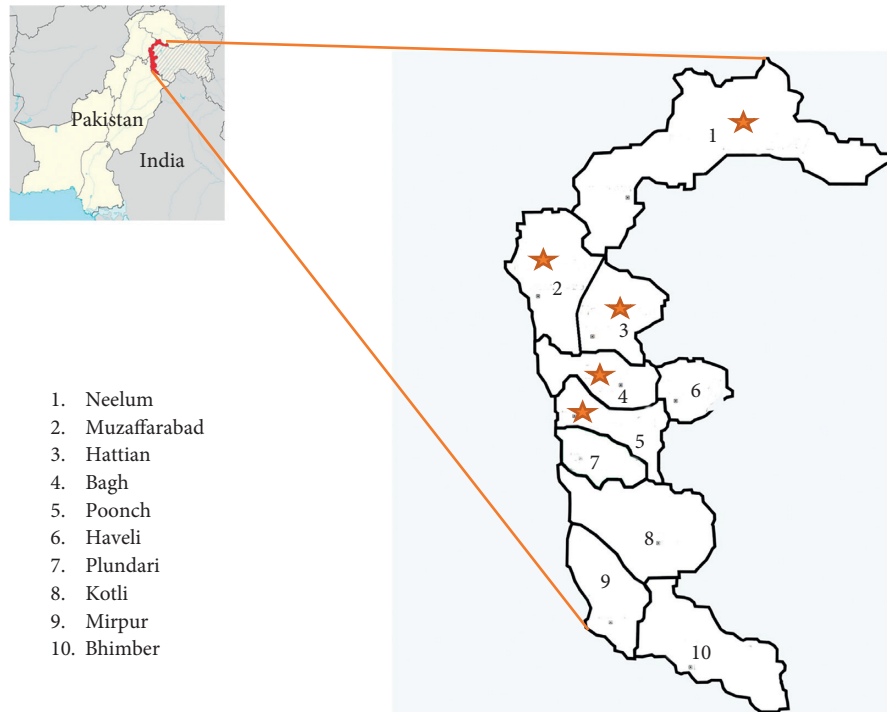 Pakistan
India
1
2
3
4
6
5
7
8
9
10
1. Neelum
2. Muzaffarabad
3. Hattian
4. Bagh
5. Poonch
6. Haveli
7. Plundari
8. Kotli
9. Mirpur
10. Bhimber